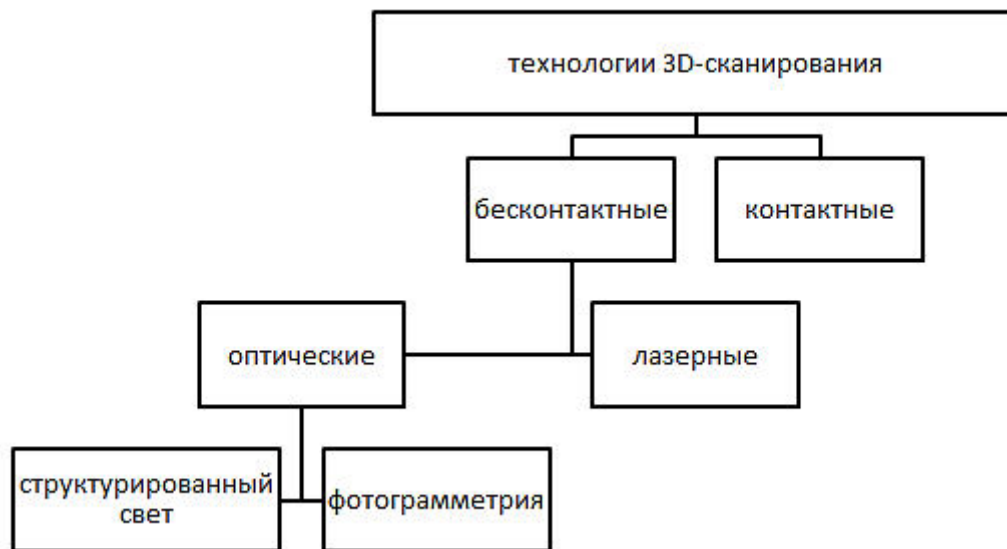 технологии 3D-сканирования
бесконтактные
контактные
оптические
лазерные
структурированный
свет
фотограмметрия